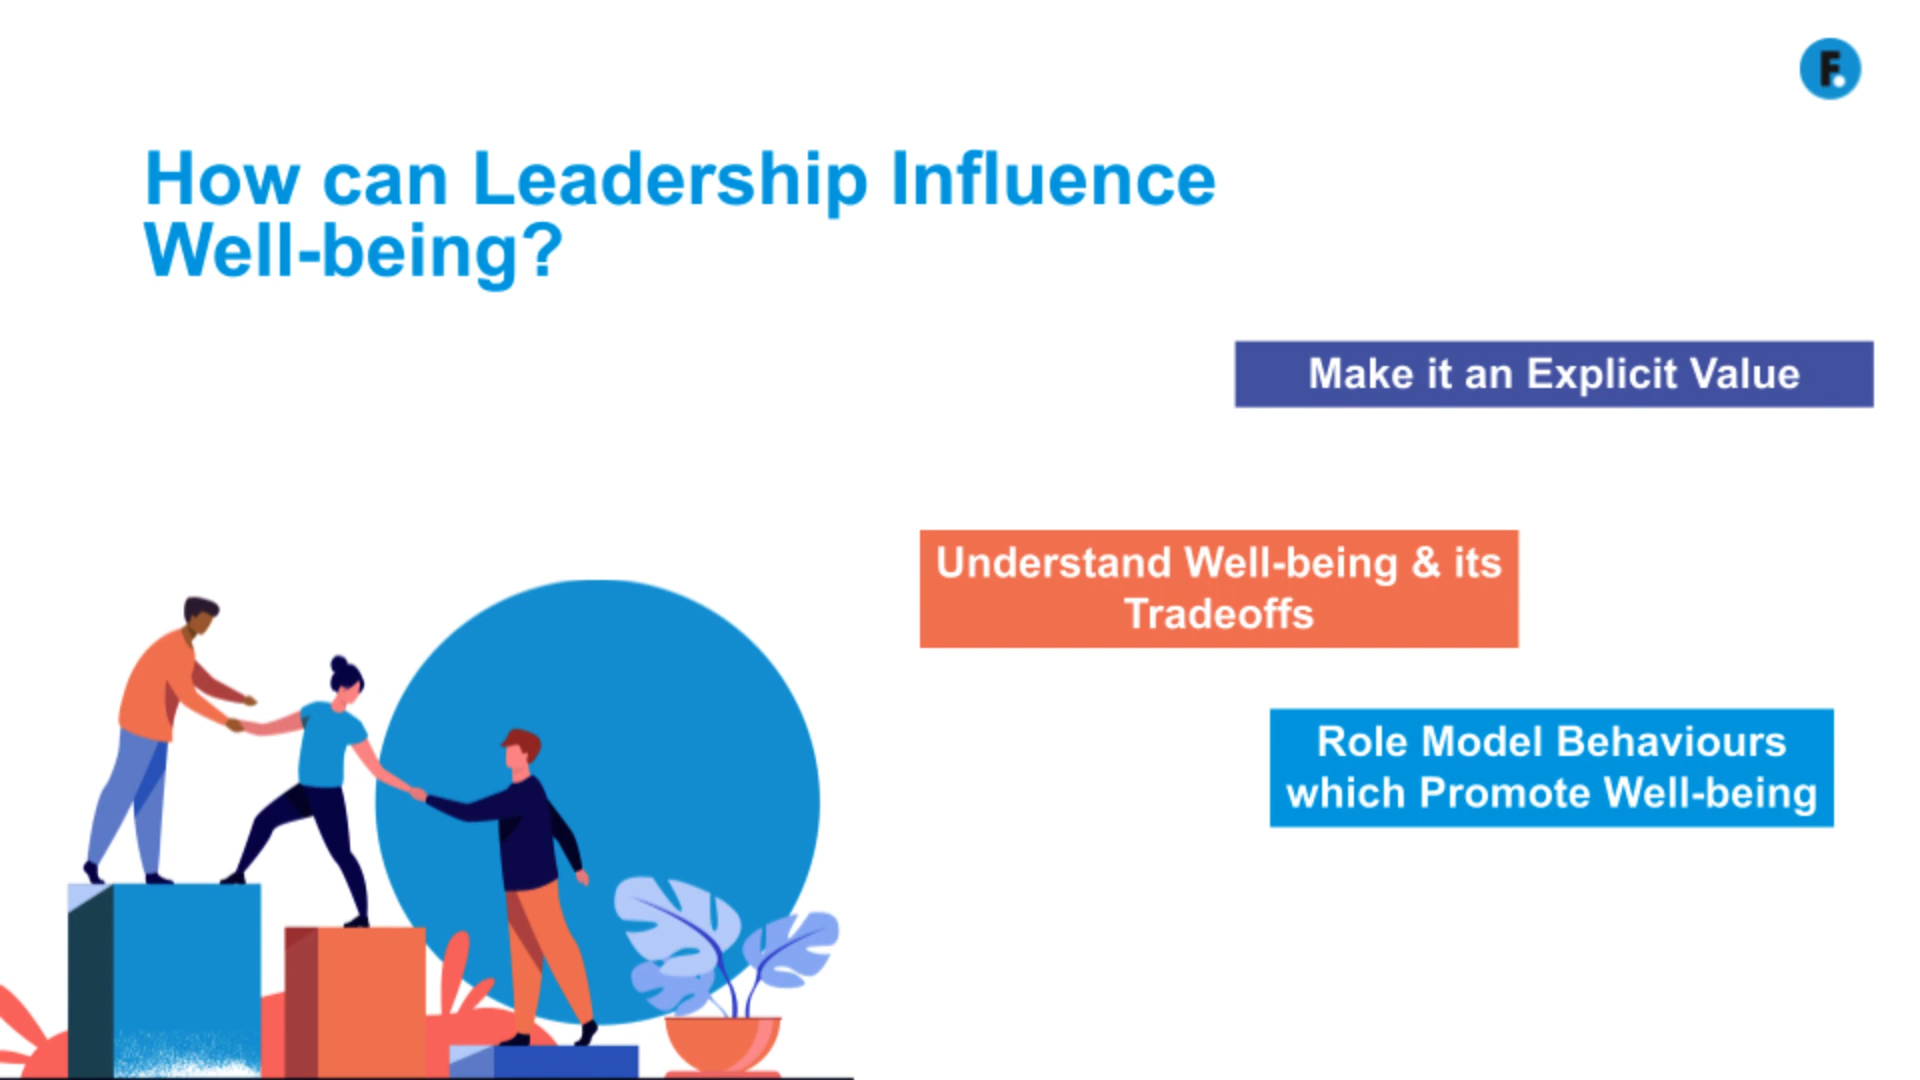 F.
How can Leadership Influence
Well-being?
Make it an Explicit Value
Understand Well-being & its
Tradeoffs
Role Model Behaviours
which Promote Well-being